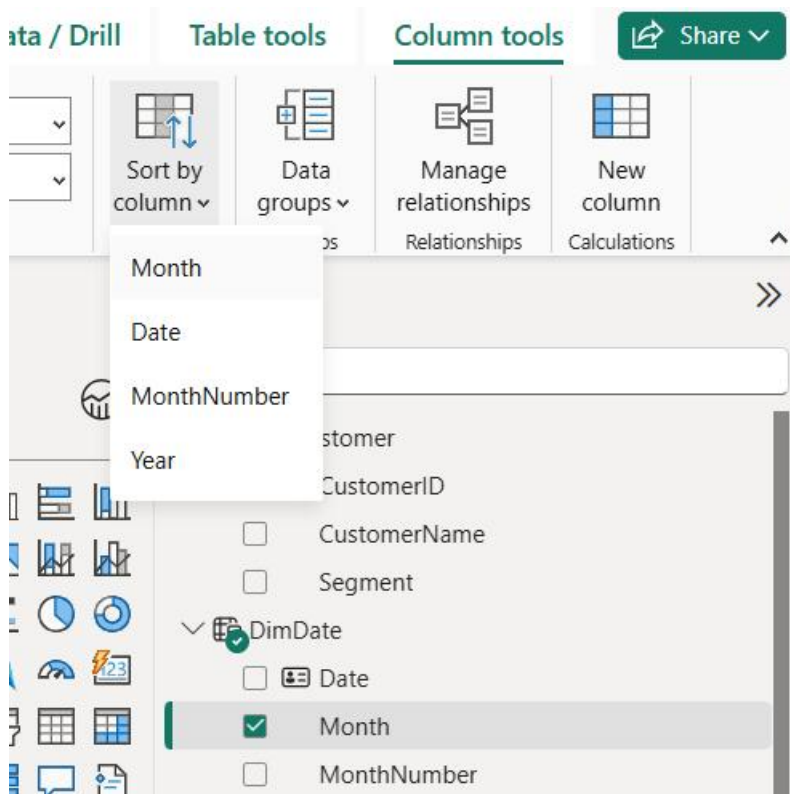 ata / Drill
Table tools
Column tools
Share
Sort by
column
Data
groups
Manage
relationships
New
column
Relationships
Calculations
Month
Date
MonthNumber
Year
stomer
CustomerID
CustomerName
Segment
DimDate
Date
Month
MonthNumber
123